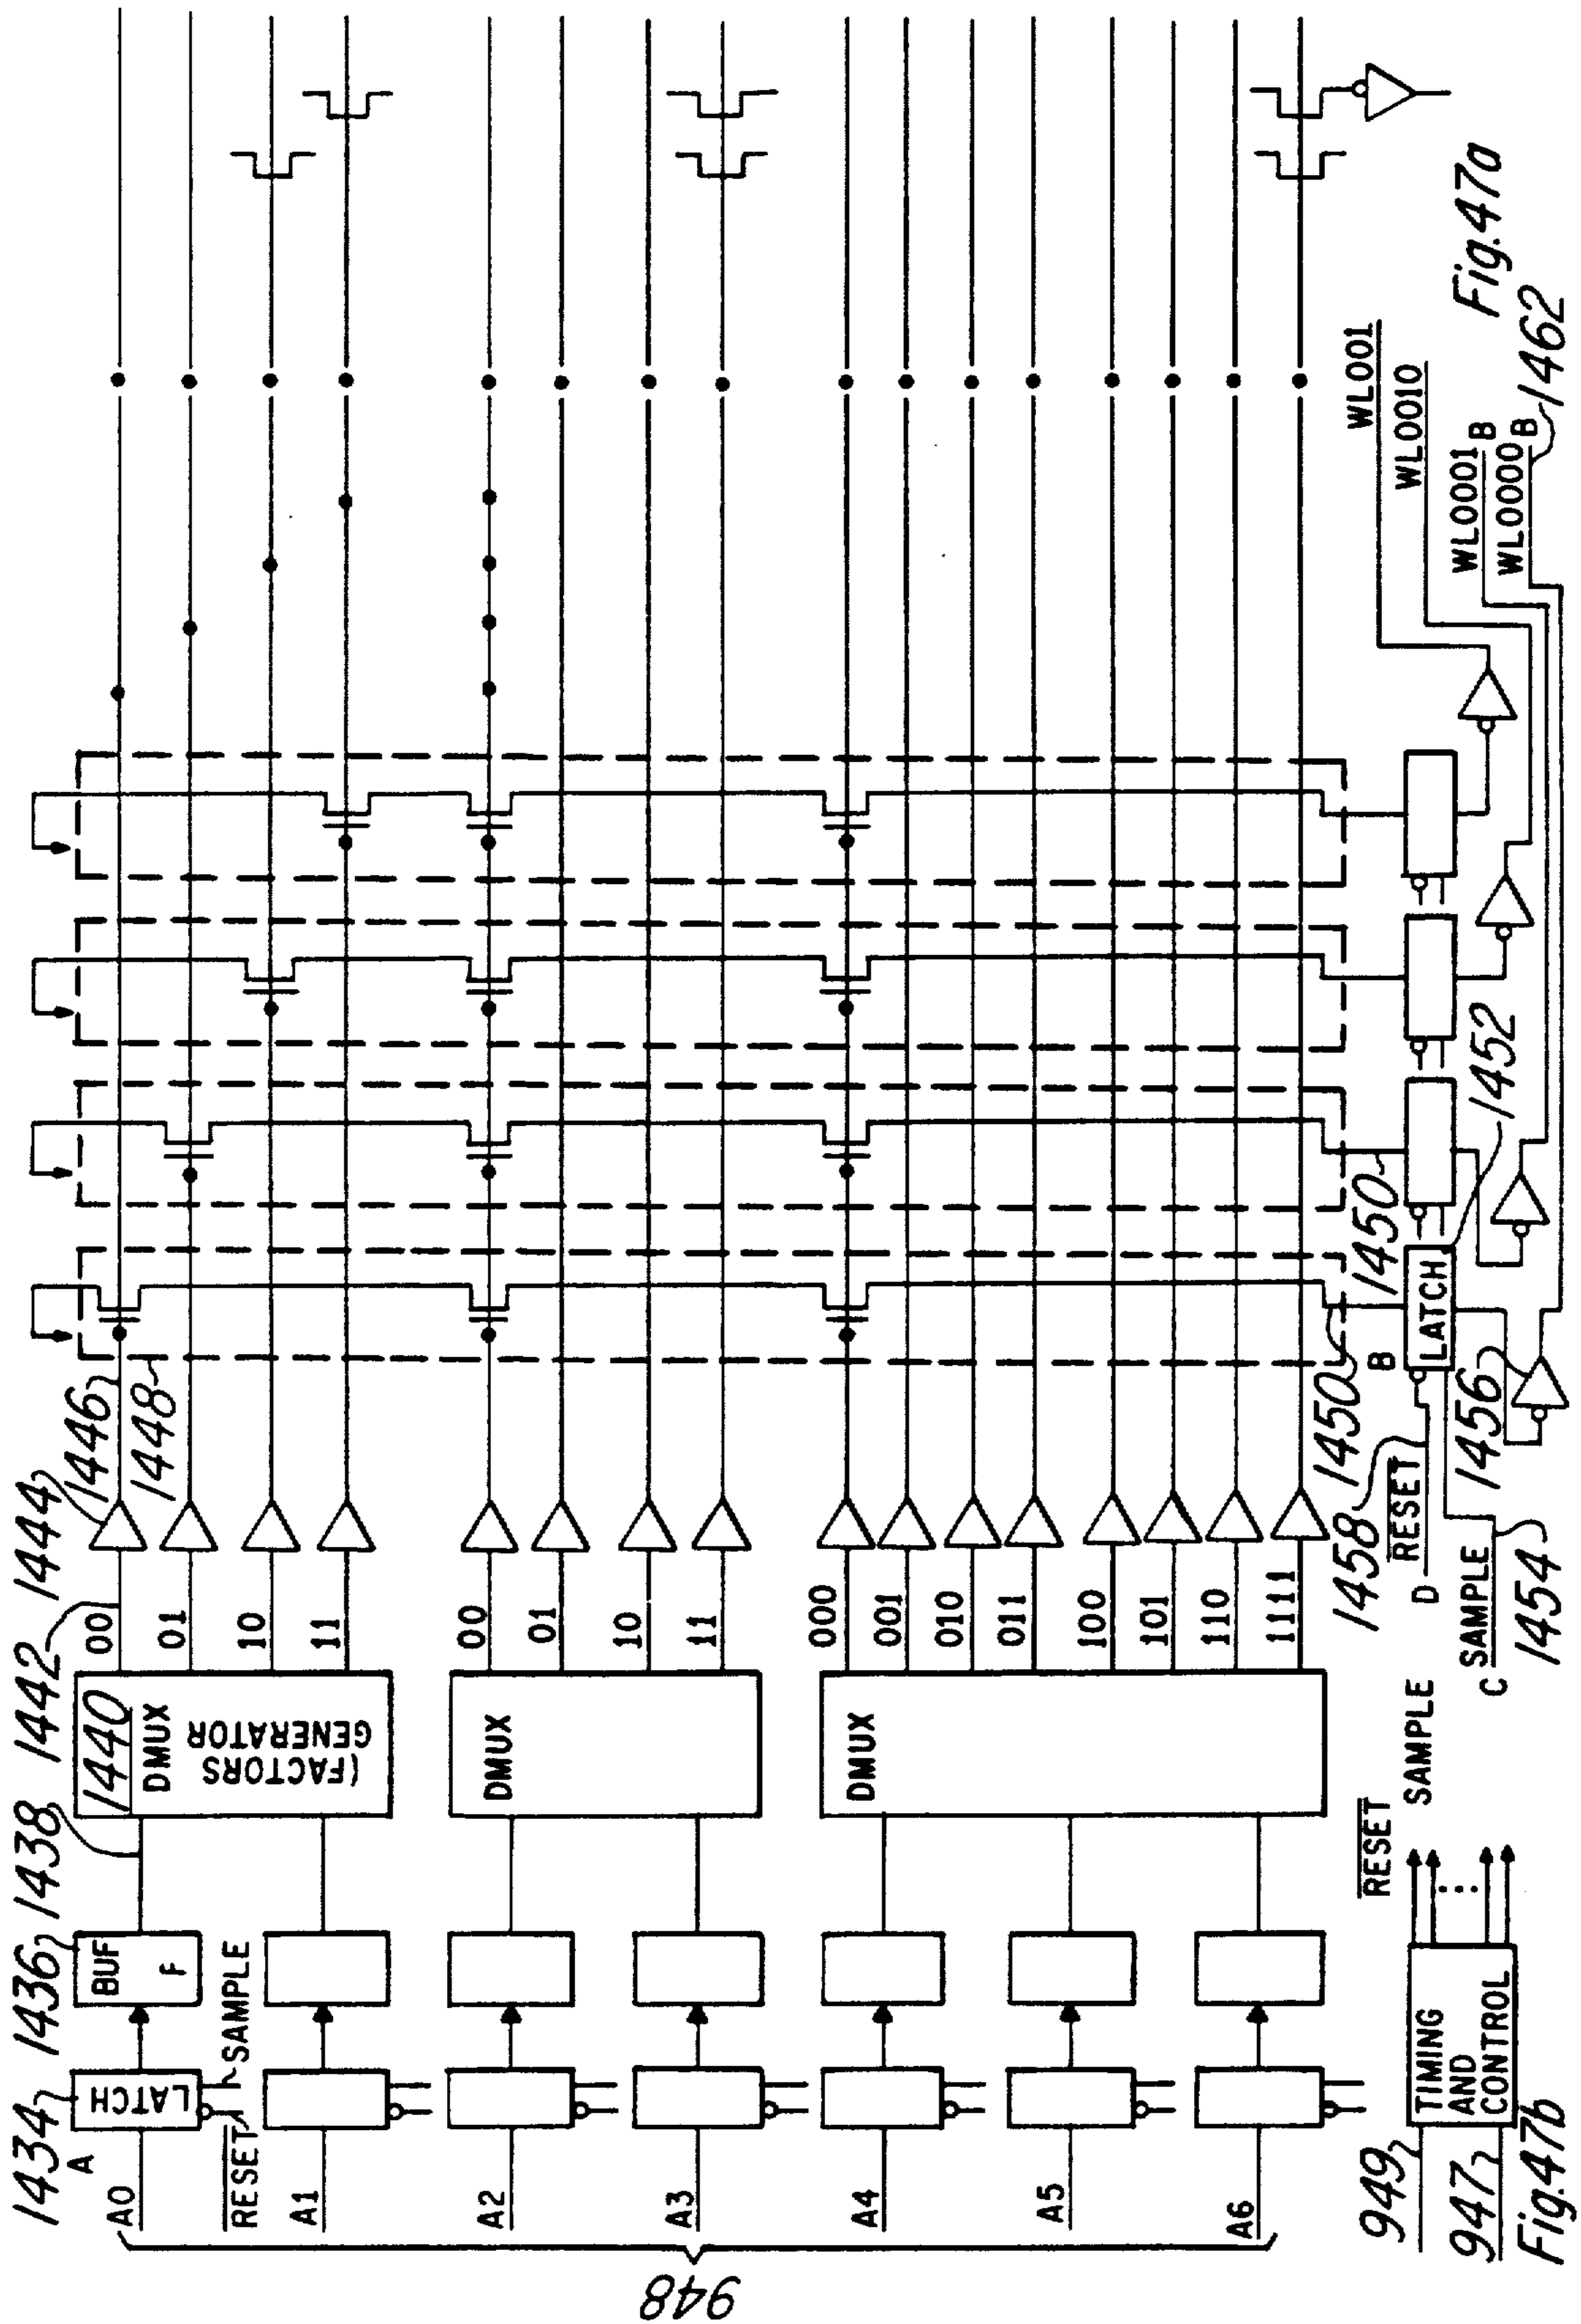 1434
A
1436
1438
1442
1444
1446
1448
A0
LATCH
RESET
SAMPLE
BUF
F
1440
DMUX
(FACTORS
GENERATOR
00
01
10
11
A1
948
A2
A3
DMUX
00
01
10
11
A4
A5
A6
DMUX
000
001
010
011
100
101
110
1111
1450
B
1450
1452
LATCH
1458
D RESET
1456
C SAMPLE
1454
WL001
WL0010
WL0001 B
WL0000 B
1462
Fig.47a
949
947
TIMING
AND
CONTROL
RESET
SAMPLE
Fig.47b